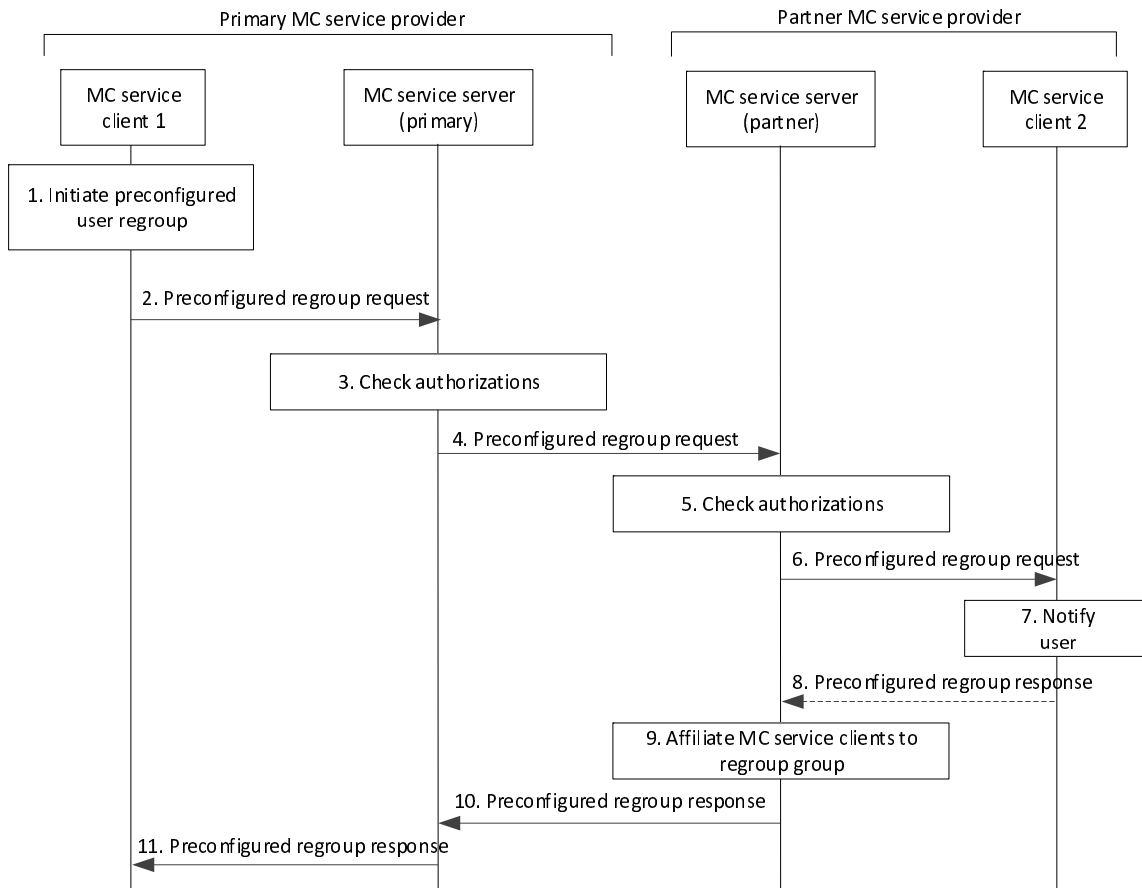 Primary MC service provider
Partner MC service provider
MC service
client 1
MC service server
(primary)
MC service server
(partner)
MC service
client 2
1. Initiate preconfigured
user regroup
2. Preconfigured regroup request
3. Check authorizations
4. Preconfigured regroup request
5. Check authorizations
6. Preconfigured regroup request
7. Notify
user
8. Preconfigured regroup response
9. Affiliate MC service clients to
regroup group
10. Preconfigured regroup response
11. Preconfigured regroup response